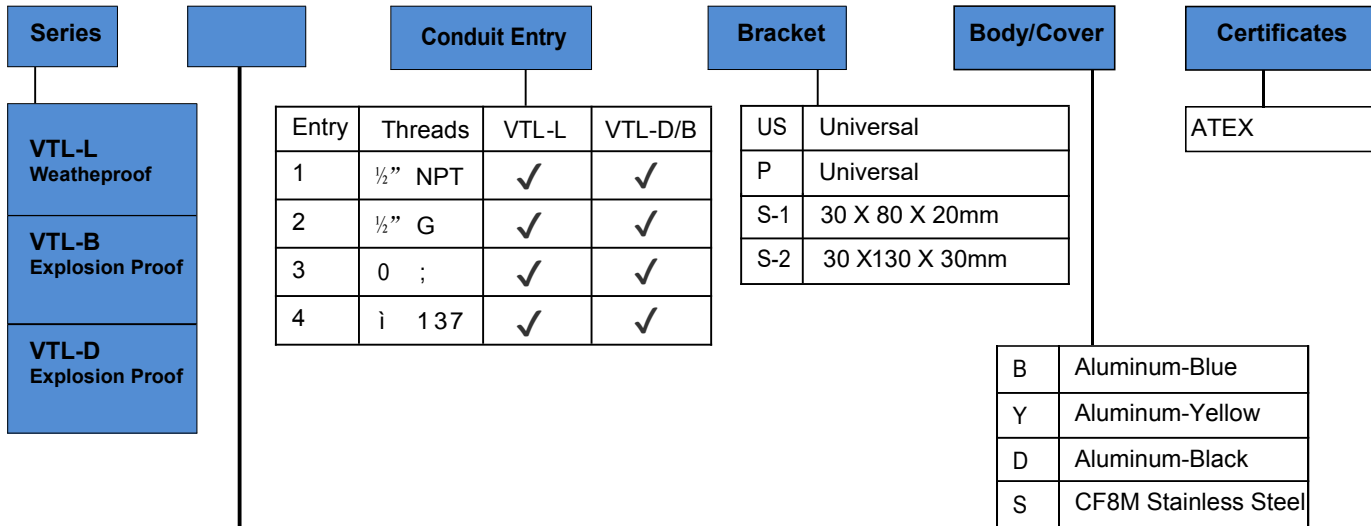 Series
Conduit Entry
Bracket
Body/Cover
Certificates
VTL-L
Weatheproof
VTL-B
Explosion Proof
VTL-D
Explosion Proof
Entry Threads VTL-L VTL-D/B
1 ½” NPT ✓ ✓
2 ½” G ✓ ✓
3 0 ; ✓ ✓
4 ì 137 ✓ ✓
US Universal
P Universal
S-1 30 X 80 X 20mm
S-2 30 X130 X 30mm
ATEX
B Aluminum-Blue
Y Aluminum-Yellow
D Aluminum-Black
S CF8M Stainless Steel